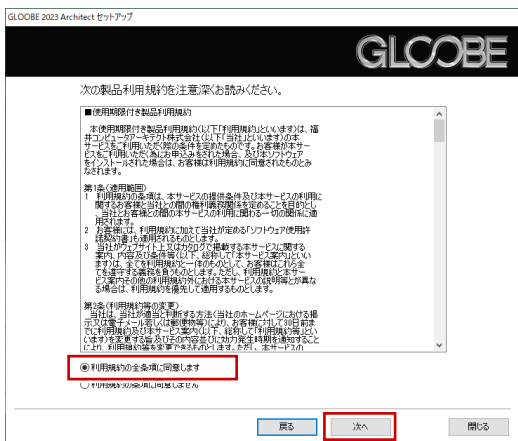 GLOOBE 2023 Architect セットアップ
GLOOBE
次の製品利用規約を注意深くお読みください。
■使用期限付き製品利用規約
本使用期限付き製品利用規約(以下「利用規約」といいます)は、福
井コンピュータアーキテクト株式会社(以下「当社」といいます)の本
サービスをご利用いただく際の条件を定めたものです。お客様が本サー
ビスをご利用いただく為にお申込みをされた場合、及び本ソフトウェア
をインストールされた場合は、お客様は利用規約に同意されたものとみ
なされます。
第1条(適用範囲)
1 利用規約の条項は、本サービスの提供条件及び本サービスの利用に
関するお客様と当社との間の権利義務関係を定めることを目的とし
、当社とお客様との間の本サービスの利用に関わる一切の関係に適
用されます。
2 お客様には、利用規約に加えて当社が定める「ソフトウェア使用許
諾契約書」も適用されるものとします。
3 当社がウェブサイト上又はカタログで掲載する本サービスに関する
案内、内容及び条件等(以下、総称して「本サービス案内」といい
ます)は、全てを利用規約と一体のものとして、お客様はこれら全
てを遵守する義務を負うものとします。ただし、利用規約と本サー
ビス案内その他の利用規約外における本サービスの説明等とが異な
る場合は、利用規約を優先して適用するものとします。
第2条(利用規約等の変更)
当社は、当社が適当と判断する方法(当社のホームページにおける掲
示又は電子メール若しくは郵便物等)により、お客様に対して30日前ま
でに利用規約及び本サービス案内(以下、総称して「利用規約等」とい
います)を変更する旨及びその内容並びに効力発生時期を通知すること
により、利用規約等を変更できるものとします。ただし、本サービスの
利用規約の全条項に同意します
利用規約の条項に同意しません
戻る
次へ
閉じる